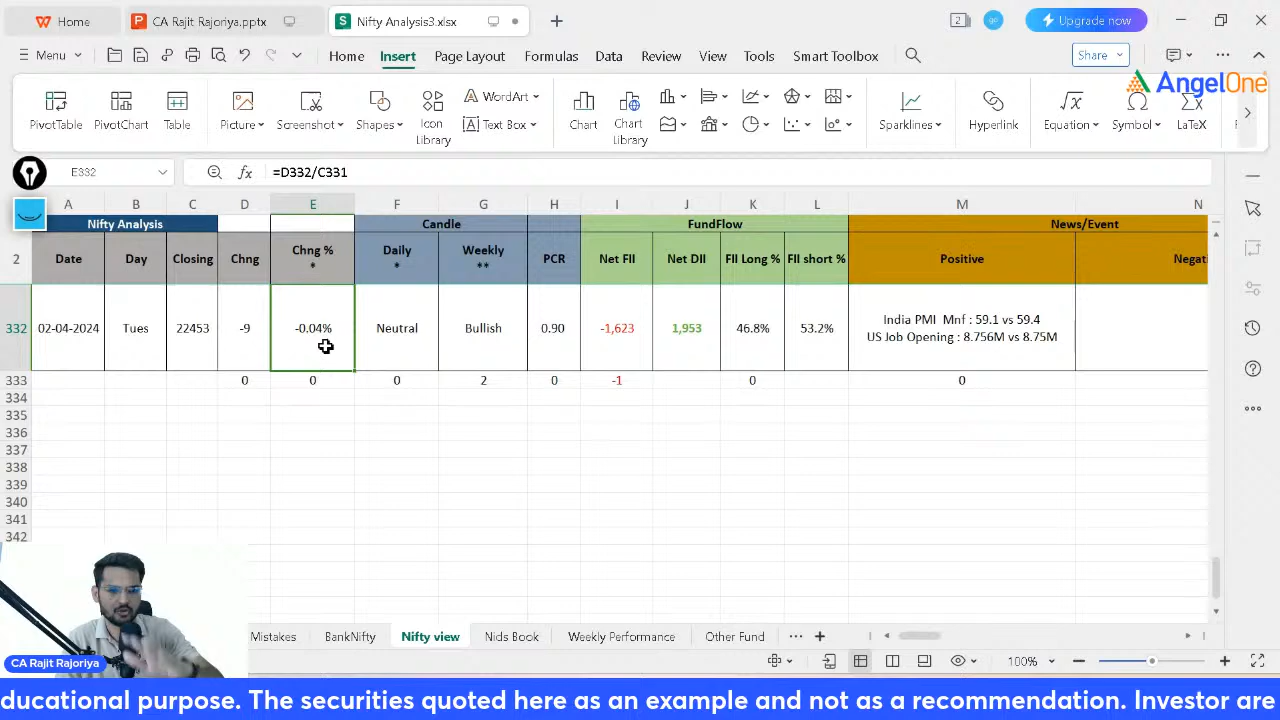 Home
CA Rajit Rajoriya.pptx
Nifty Analysis3.xlsx
2
go
Upgrade now
Menu
Home
Insert
Page Layout
Formulas
Data
Review
View
Tools
Smart Toolbox
Share
AngelOne
PivotTable
PivotChart
Table
Picture
Screenshot
Shapes
Icon Library
WordArt
Text Box
Chart
Chart Library
Sparklines
Hyperlink
Equation
Symbol
LaTeX
E332
fx
=D332/C331
A B C D E F G H I J K L M N
Nifty Analysis
Candle
FundFlow
News/Event
2
Date
Day
Closing
Chng
Chng %
*
Daily
*
Weekly
**
PCR
Net FII
Net DII
FII Long %
FII short %
Positive
Negati
332 02-04-2024 Tues 22453 -9 -0.04% Neutral Bullish 0.90 -1,623 1,953 46.8% 53.2%
India PMI Mnf : 59.1 vs 59.4
US Job Opening : 8.756M vs 8.75M
333 0 0 0 2 0 -1 0 0
334
335
336
337
338
339
340
341
342
CA Rajit Rajoriya
Mistakes
BankNifty
Nifty view
Nids Book
Weekly Performance
Other Fund
100%
ducational purpose. The securities quoted here as an example and not as a recommendation. Investor are